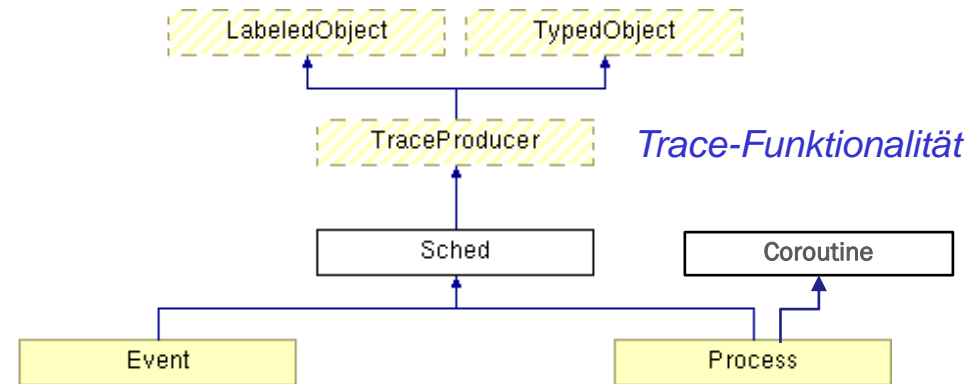 LabeledObject TypedObject
TraceProducer Trace-Funktionalität
Sched Coroutine
Event Process